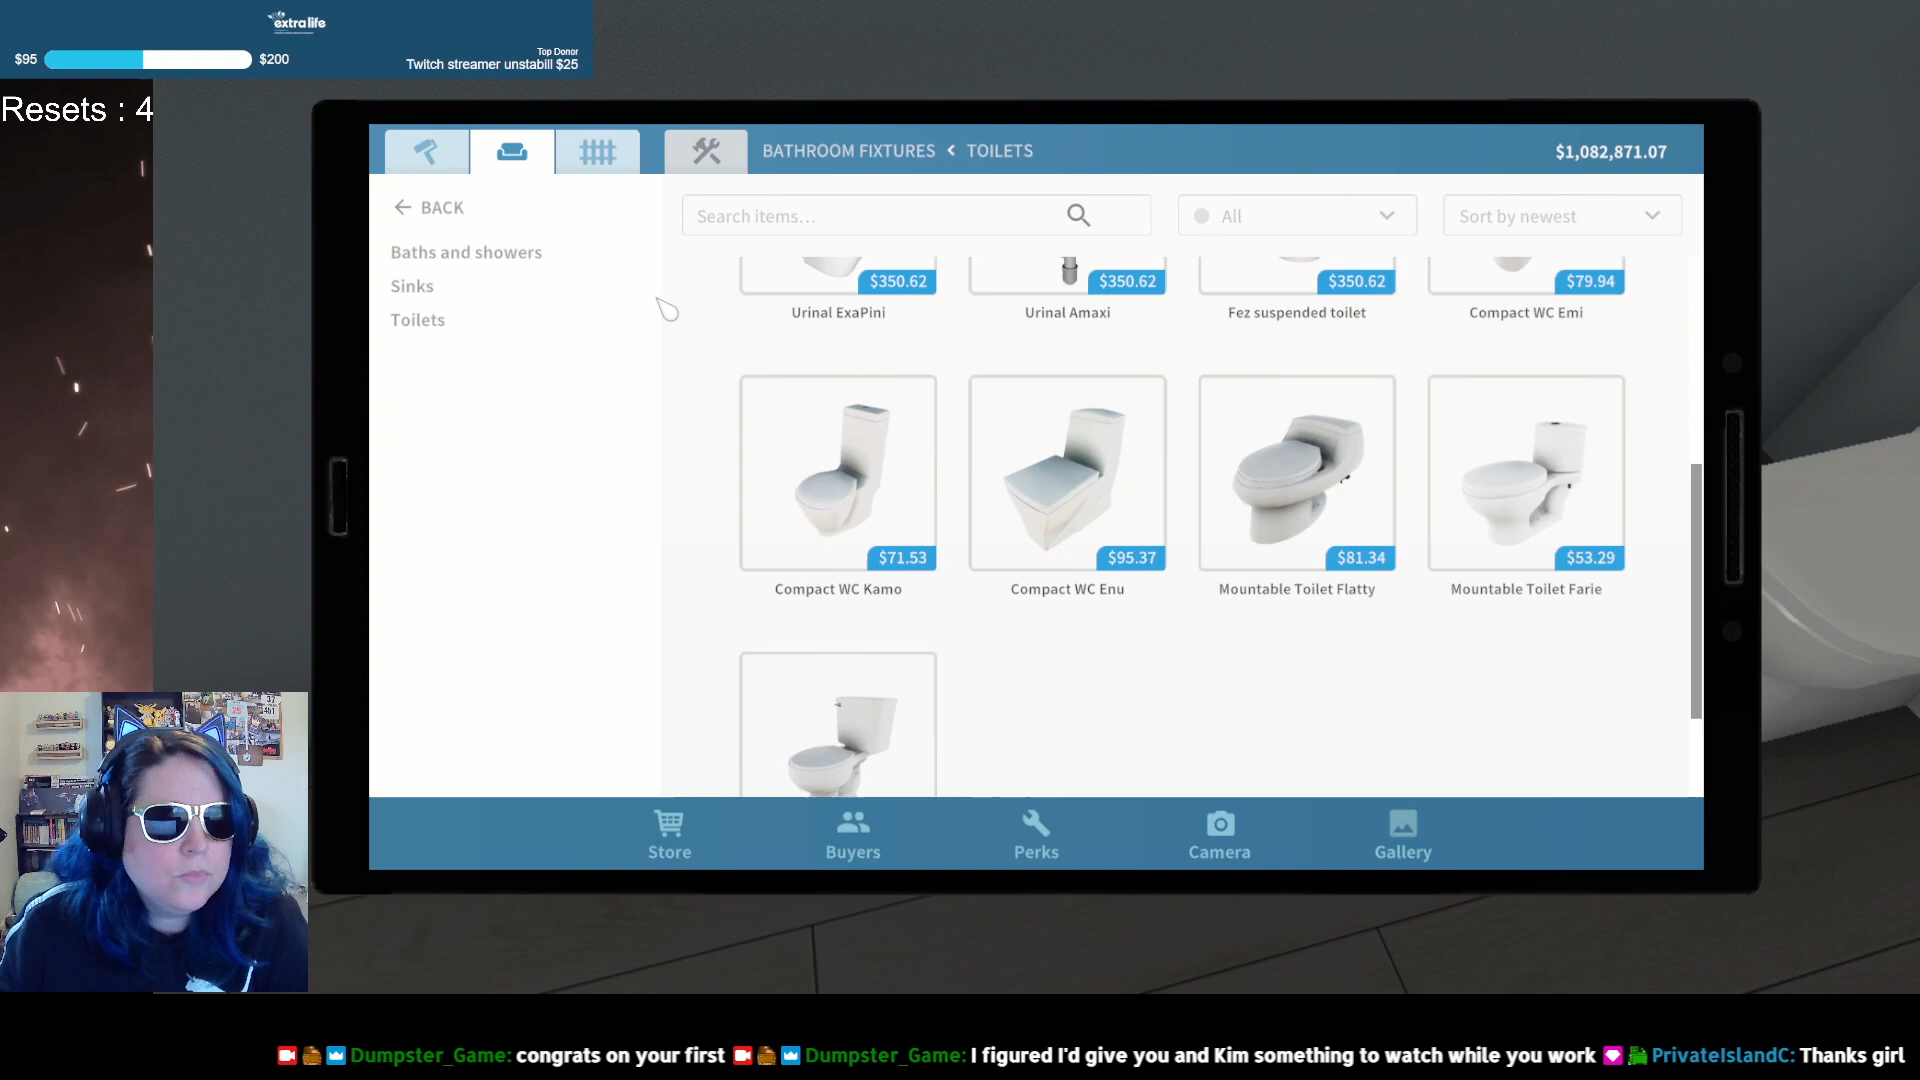 extralife
$95
$200
Top Donor
Twitch streamer unstabill $25
Resets : 4
BATHROOM FIXTURES < TOILETS
$1,082,871.07
← BACK
Search items...
All
Sort by newest
Baths and showers
Sinks
Toilets
$350.62
$350.62
$350.62
$79.94
Urinal ExaPini
Urinal Amaxi
Fez suspended toilet
Compact WC Emi
$71.53
$95.37
$81.34
$53.29
Compact WC Kamo
Compact WC Enu
Mountable Toilet Flatty
Mountable Toilet Farie
Store
Buyers
Perks
Camera
Gallery
Dumpster_Game: congrats on your first Dumpster_Game: I figured I'd give you and Kim something to watch while you work PrivateIslandC: Thanks girl